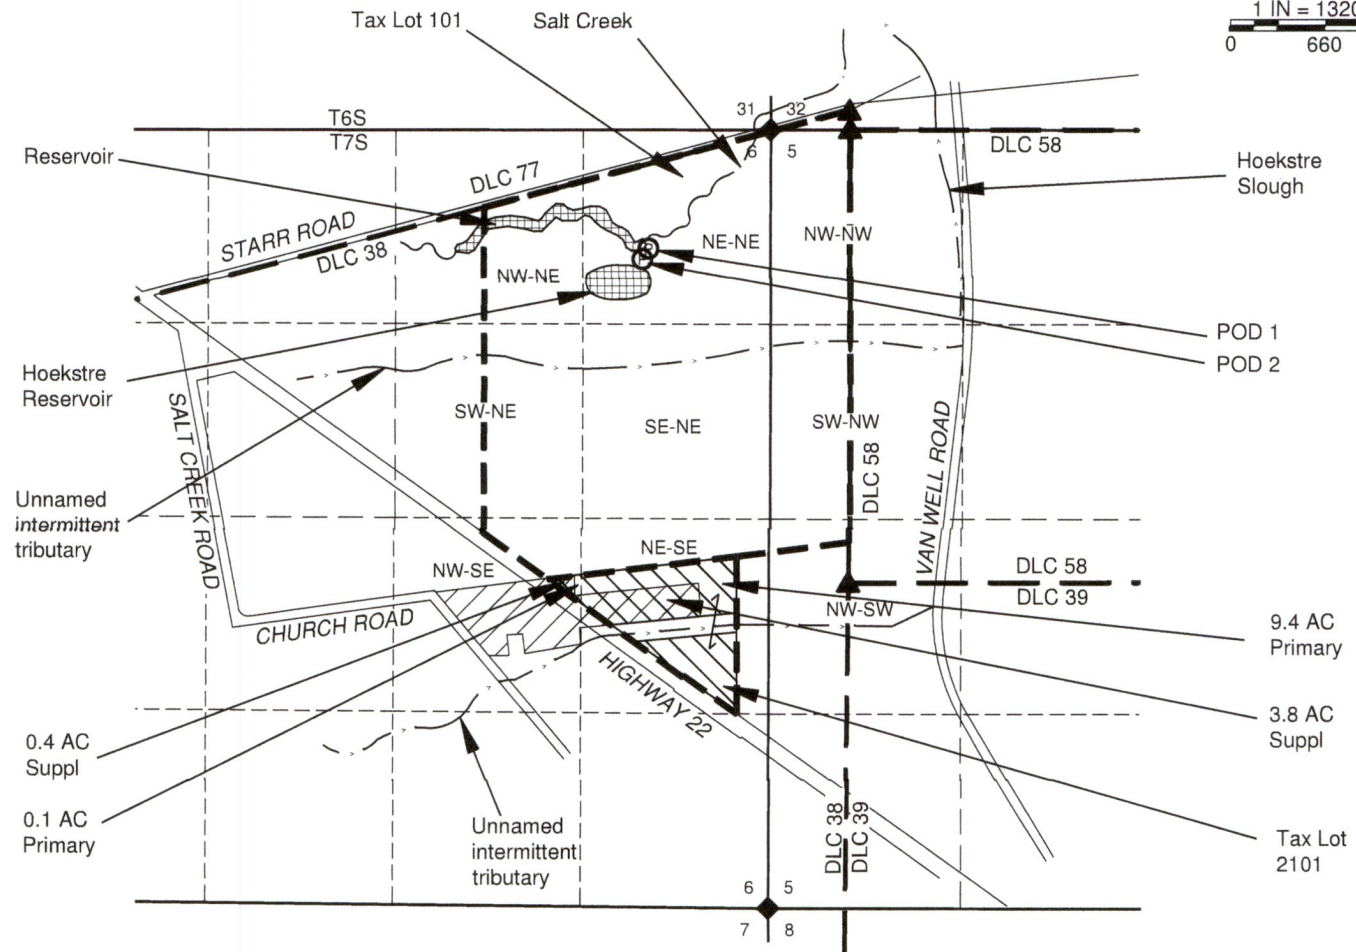 1 IN = 1320
0 660
Tax Lot 101
Salt Creek
31 32
T6S
T7S
6 5
DLC 58
Reservoir
DLC 77
Hoekstre
Slough
STARR ROAD
DLC 38
NE-NE
NW-NW
NW-NE
POD 1
POD 2
Hoekstre
Reservoir
SALT CREEK ROAD
SW-NE
SE-NE
SW-NW
DLC 58
VAN WELL ROAD
Unnamed
intermittent
tributary
NE-SE
NW-SE
DLC 58
DLC 39
NW-SW
CHURCH ROAD
9.4 AC
Primary
HIGHWAY 22
3.8 AC
Suppl
0.4 AC
Suppl
0.1 AC
Primary
Unnamed
intermittent
tributary
DLC 38
DLC 39
Tax Lot
2101
6 5
7 8